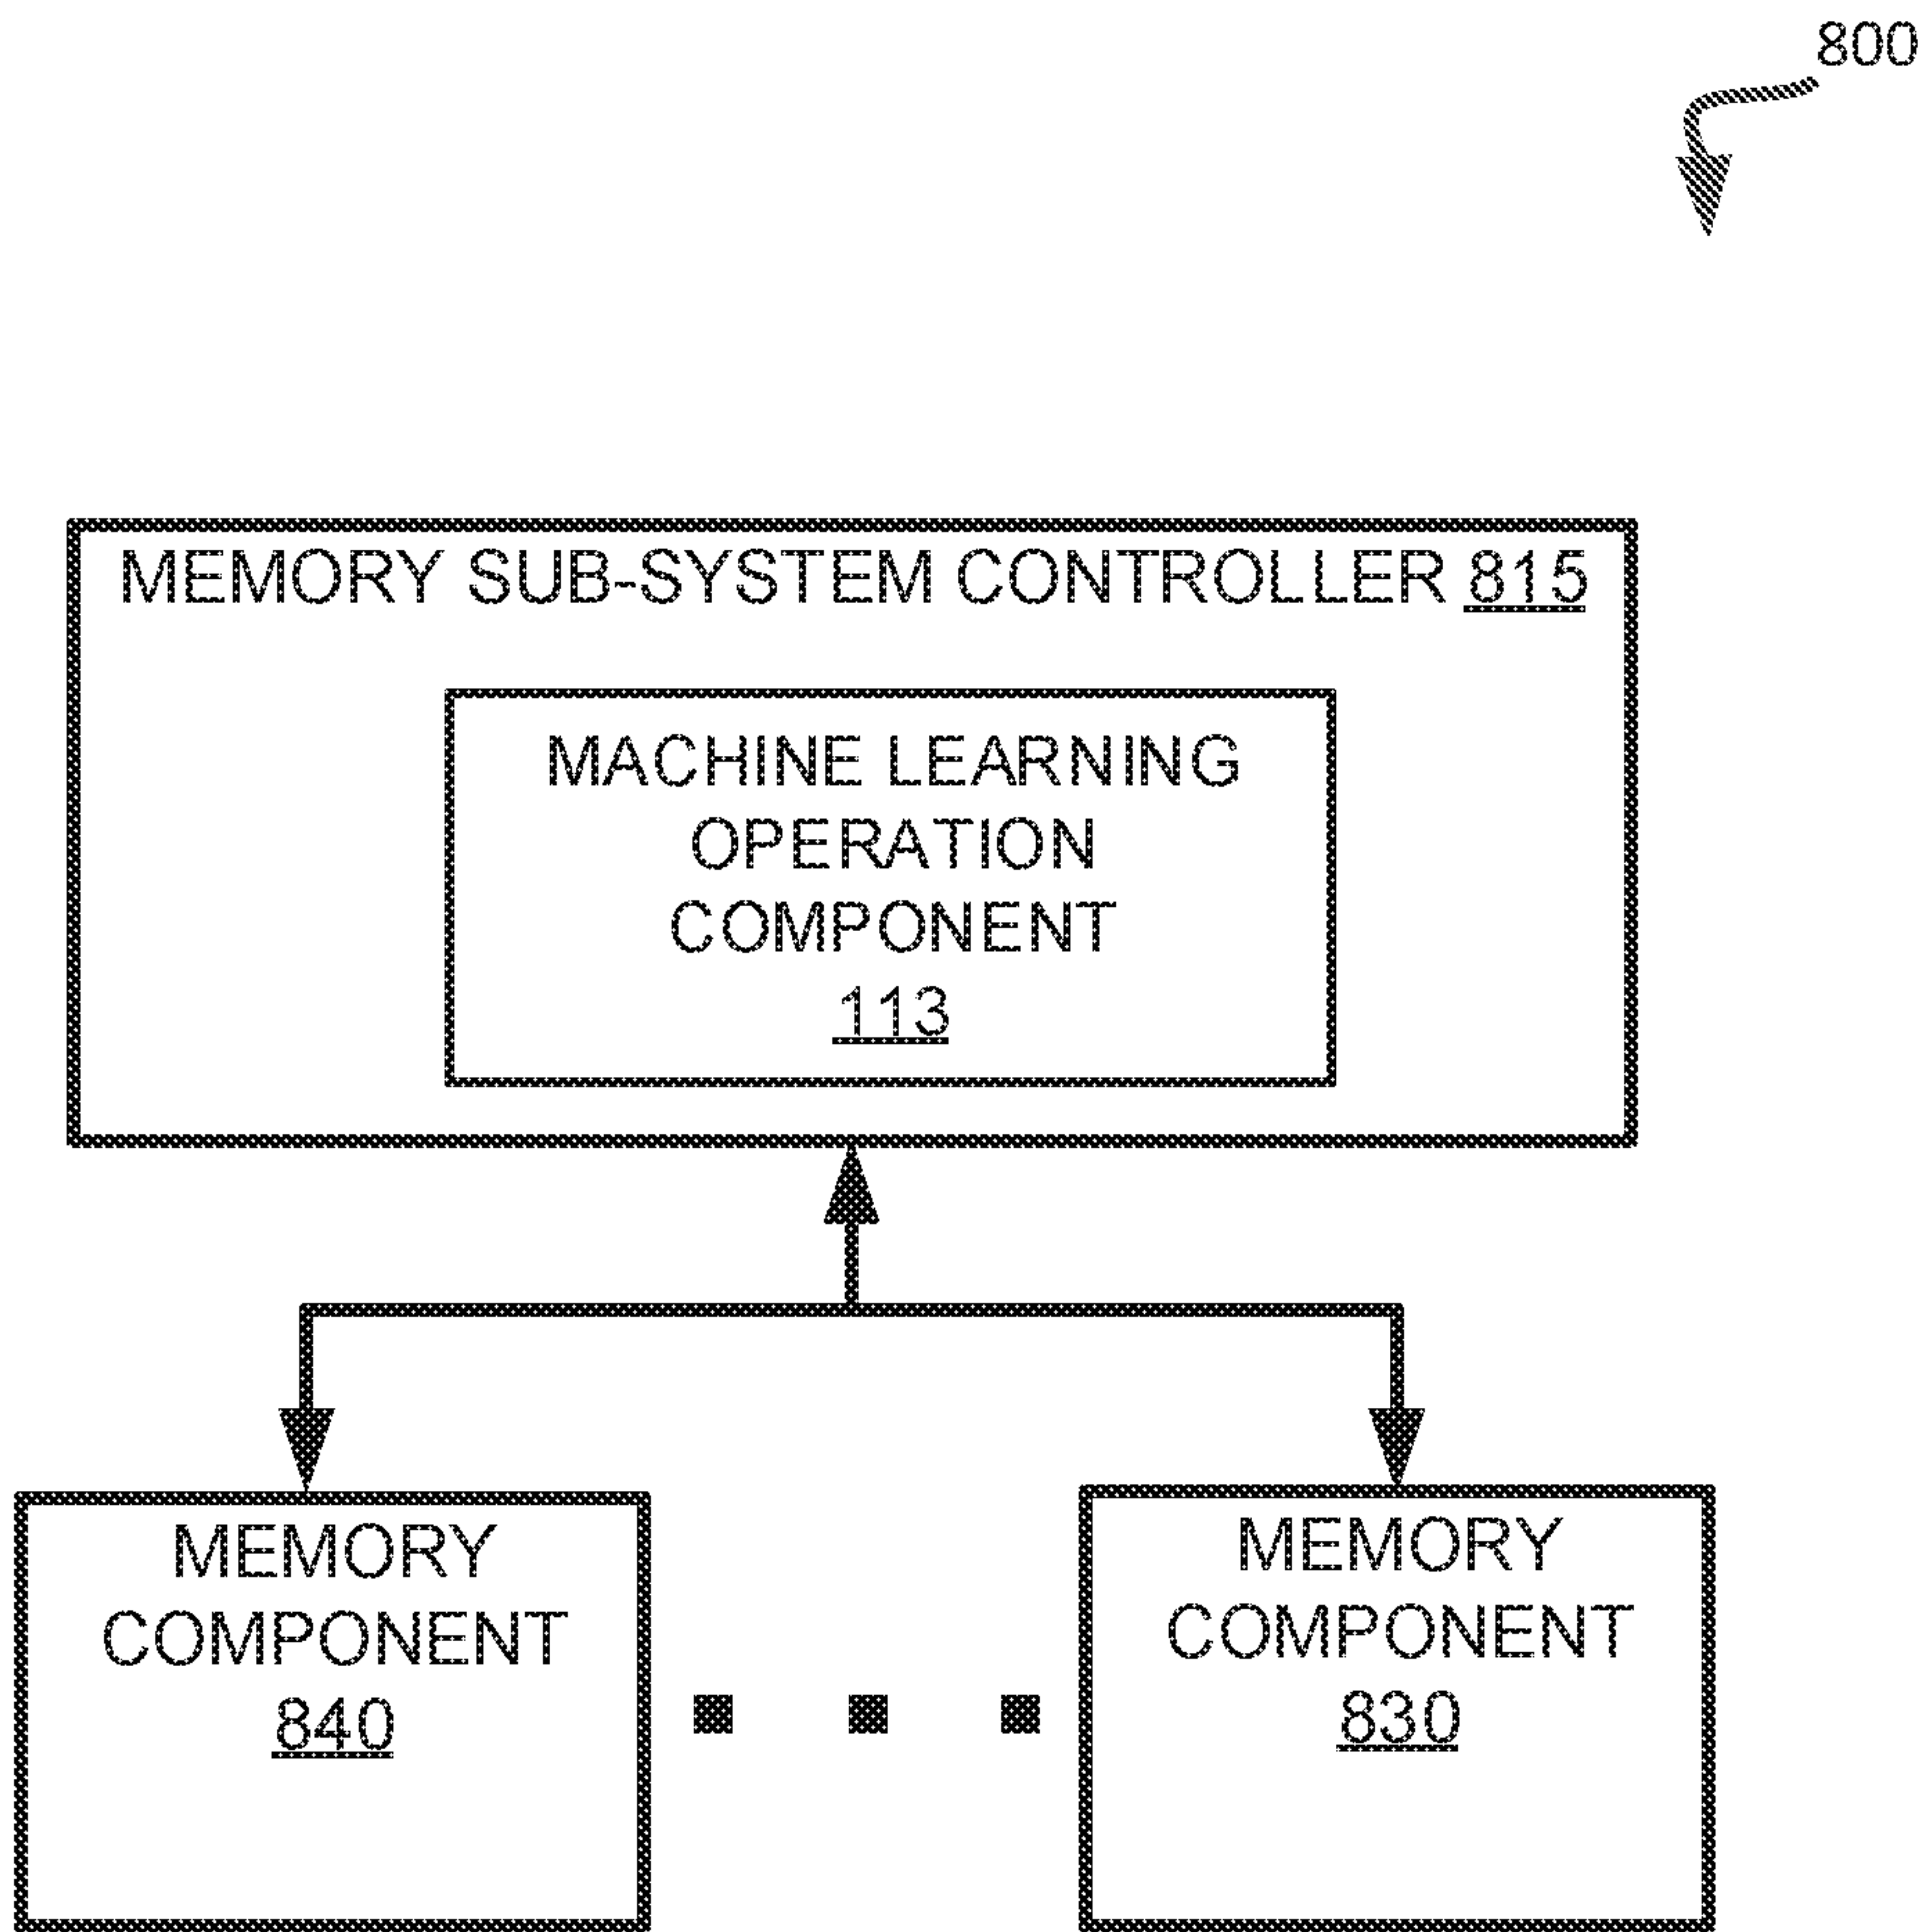 800
MEMORY SUB-SYSTEM CONTROLLER 815
MACHINE LEARNING
OPERATION
COMPONENT
113
MEMORY
COMPONENT
840
MEMORY
COMPONENT
830